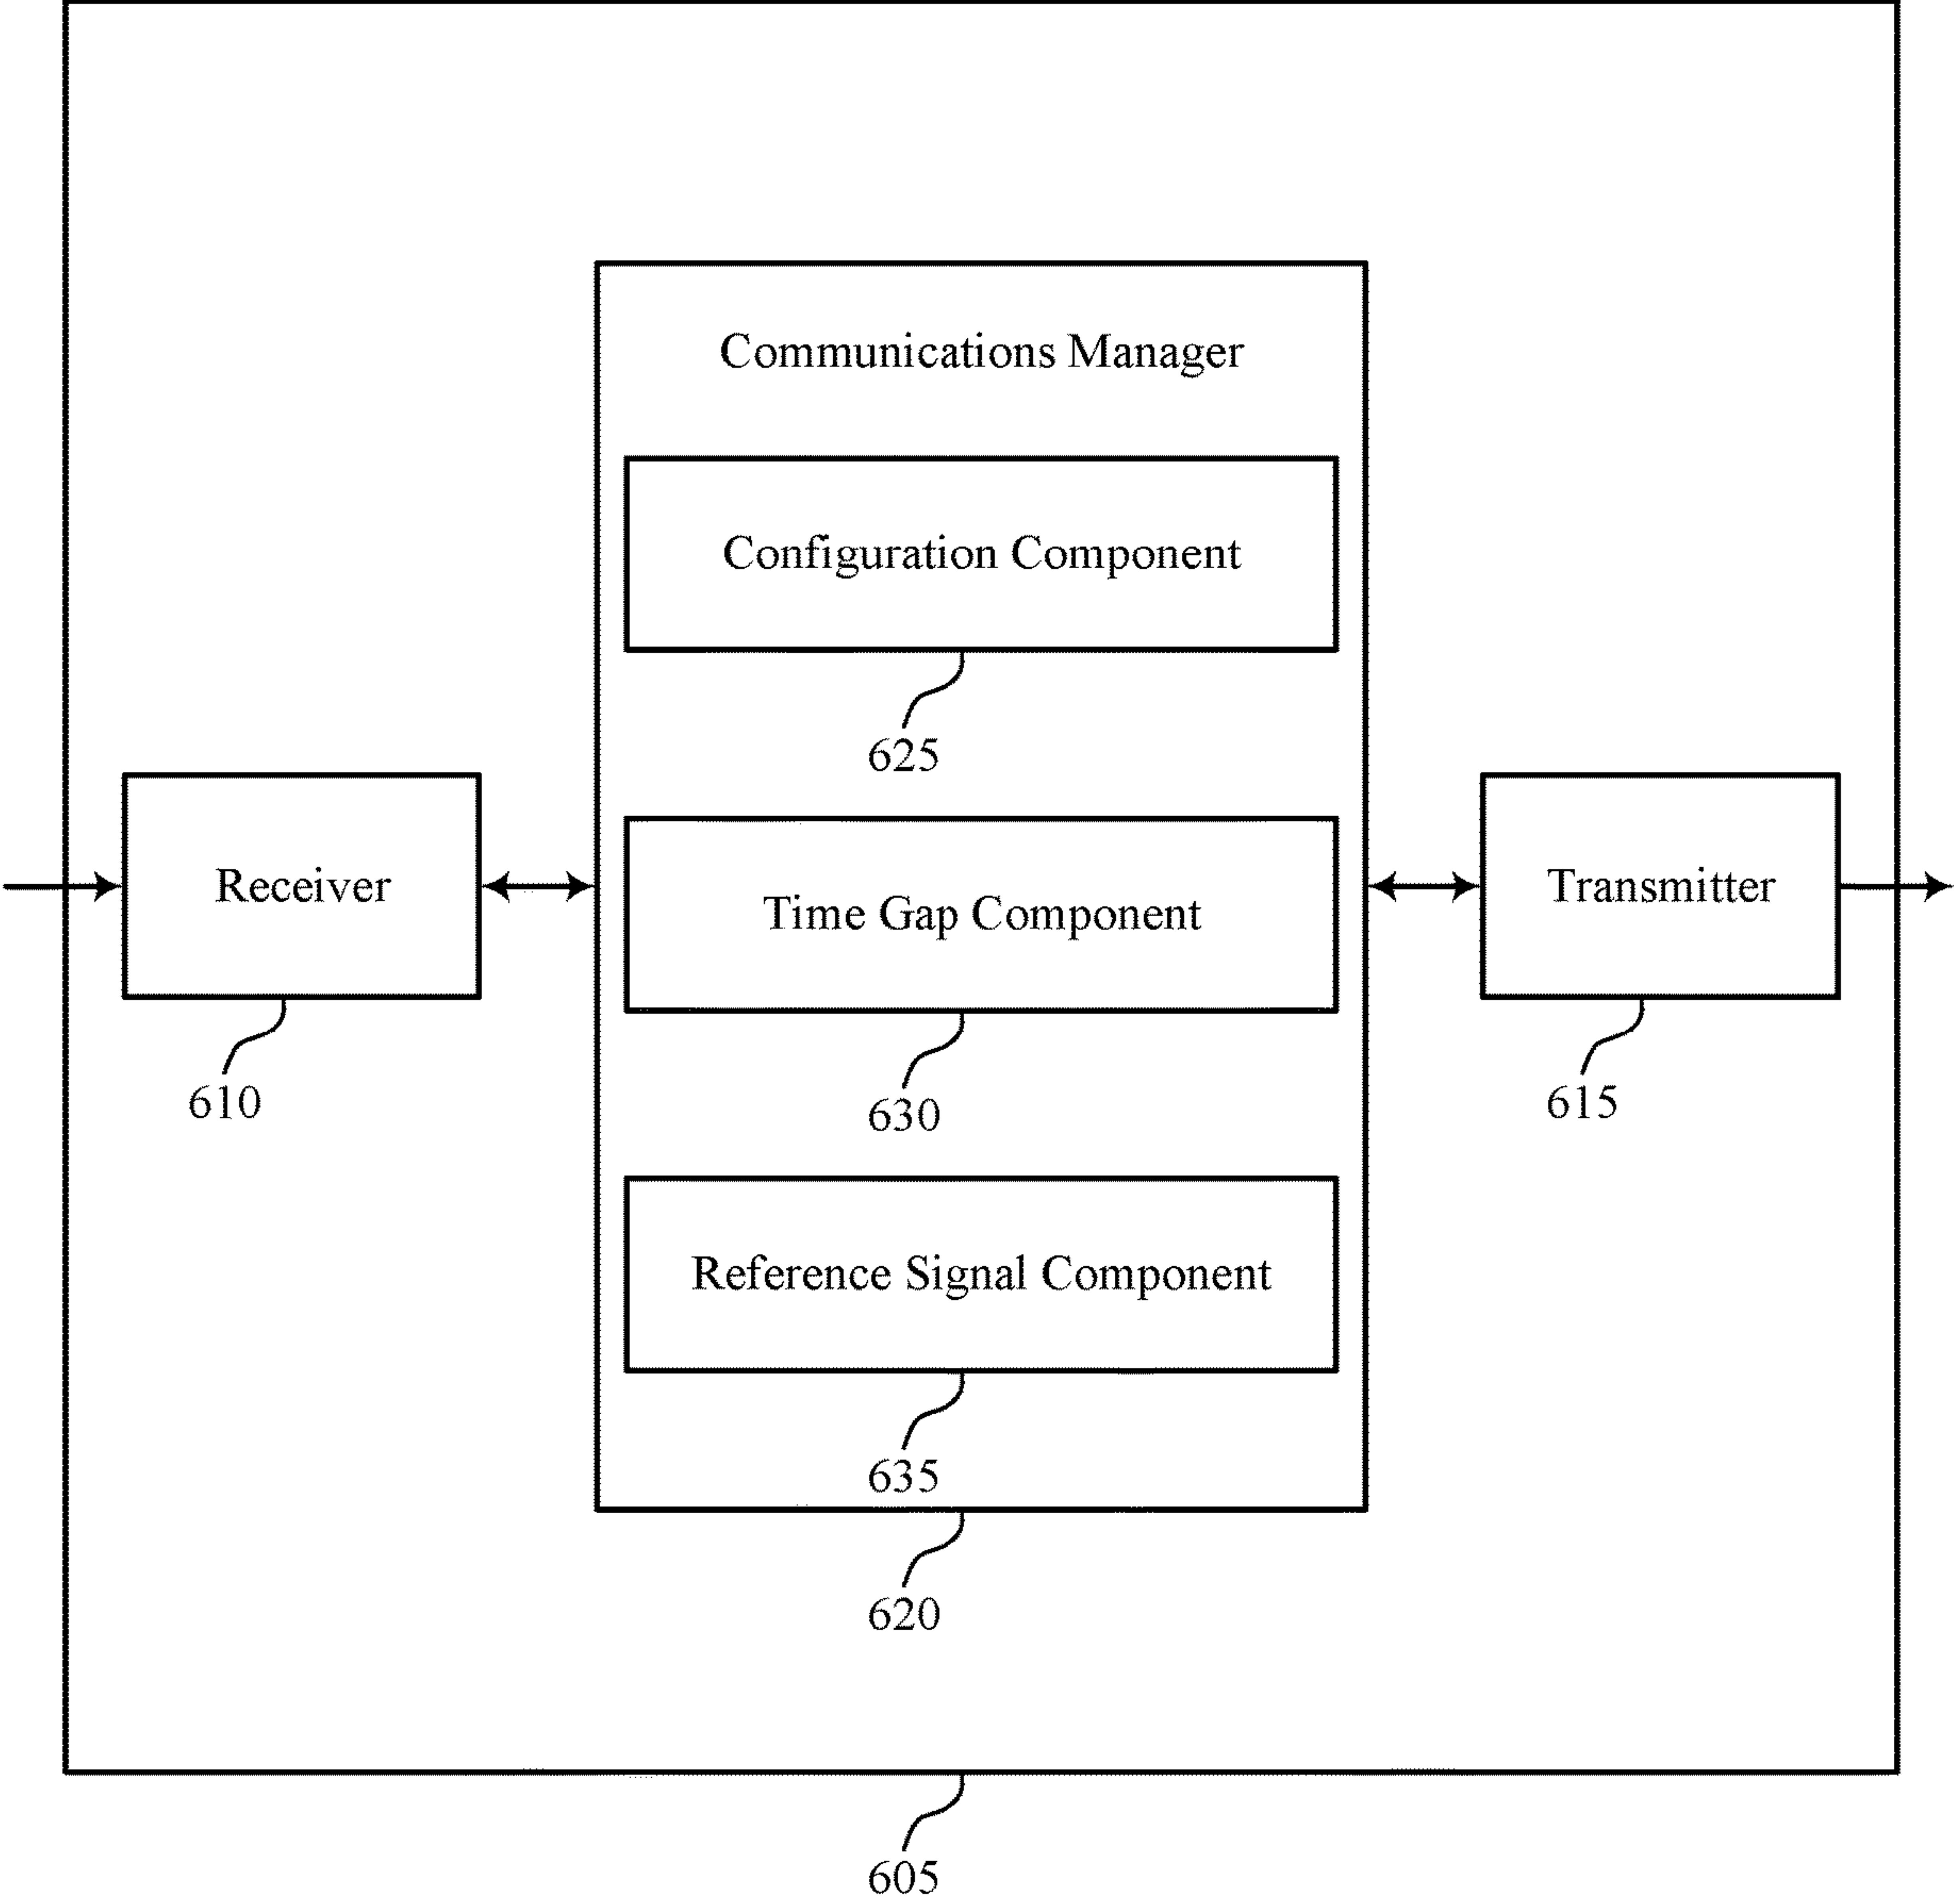 Communications Manager
Configuration Component
625
Receiver
Time Gap Component
Transmitter
610
630
615
Reference Signal Component
635
620
605